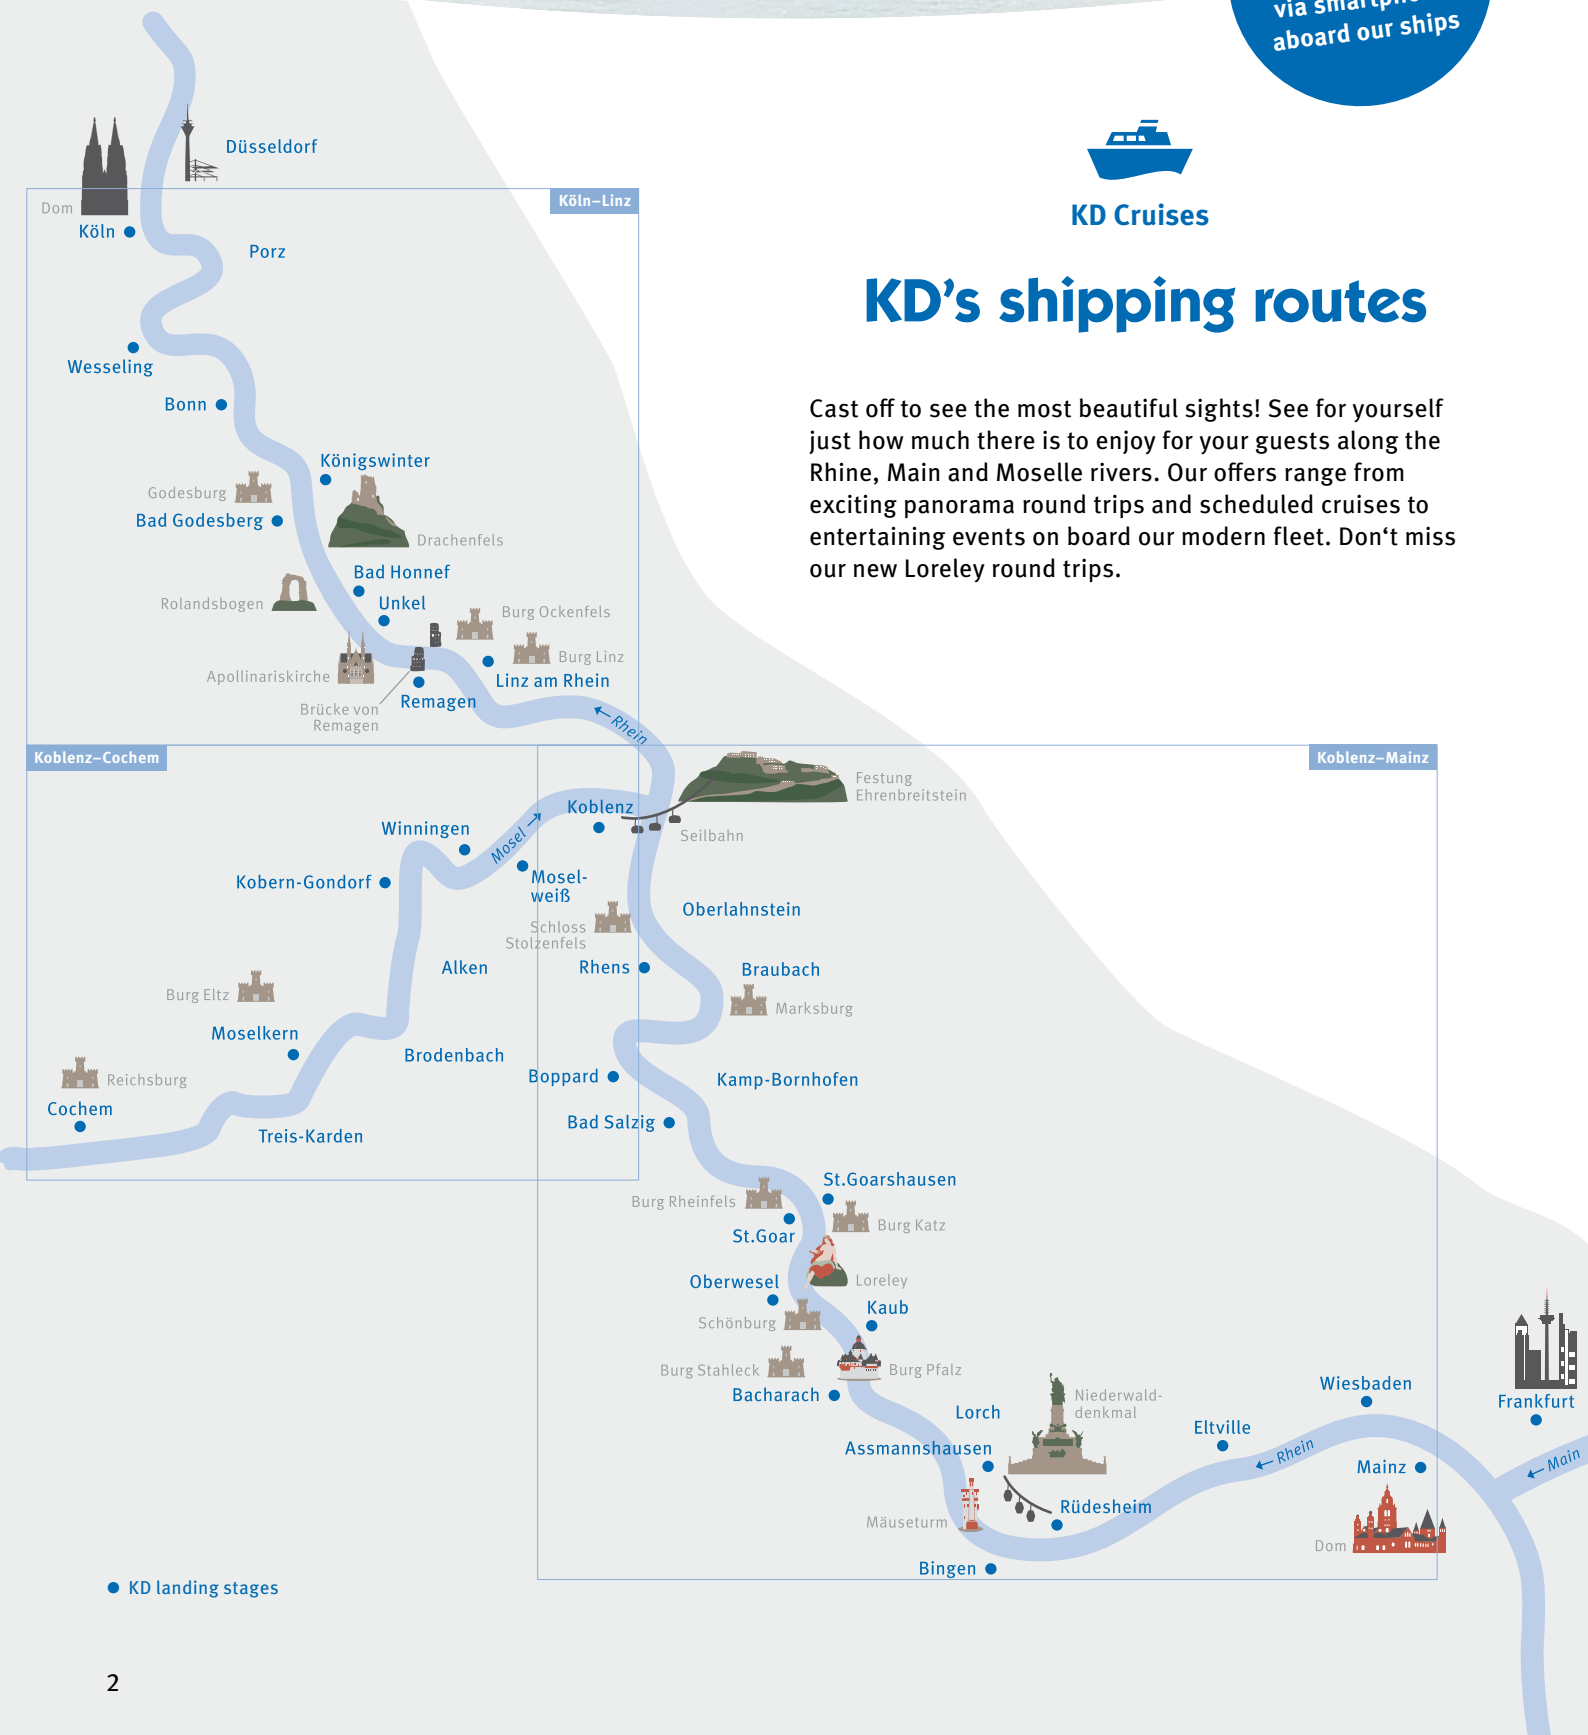 via
aboard our ships
KD Cruises
KD's shipping routes
Cast off to see the most beautiful sights! See for yourself
just how much there is to enjoy for your guests along the
Rhine, Main and Moselle rivers. Our offers range from
exciting panorama round trips and scheduled cruises to
entertaining events on board our modern fleet. Don‘t miss
our new Loreley round trips.
Düsseldorf
Köln–Linz
Dom
Köln
Porz
Wesseling
Bonn
Königswinter
Godesburg
Bad Godesberg
Drachenfels
Bad Honnef
Rolandsbogen
Unkel
Burg Ockenfels
Burg Linz
Apollinariskirche
Linz am Rhein
Remagen
Brücke von
Remagen
← Rhein
Koblenz–Cochem
Koblenz–Mainz
Festung
Ehrenbreitstein
Koblenz
Seilbahn
Winningen
Mosel →
Kobern-Gondorf
Mosel-
weiß
Oberlahnstein
Schloss
Stolzenfels
Alken
Rhens
Braubach
Burg Eltz
Marksburg
Moselkern
Brodenbach
Boppard
Kamp-Bornhofen
Reichsburg
Cochem
Bad Salzig
Treis-Karden
St.Goarshausen
Burg Rheinfels
Burg Katz
St.Goar
Oberwesel
Loreley
Kaub
Schönburg
Burg Stahleck
Burg Pfalz
Bacharach
Lorch
Niederwald-
denkmal
Wiesbaden
Frankfurt
Eltville
Assmannshausen
← Rhein
Mainz
← Main
Rüdesheim
Mäuseturm
Dom
Bingen
KD landing stages
2